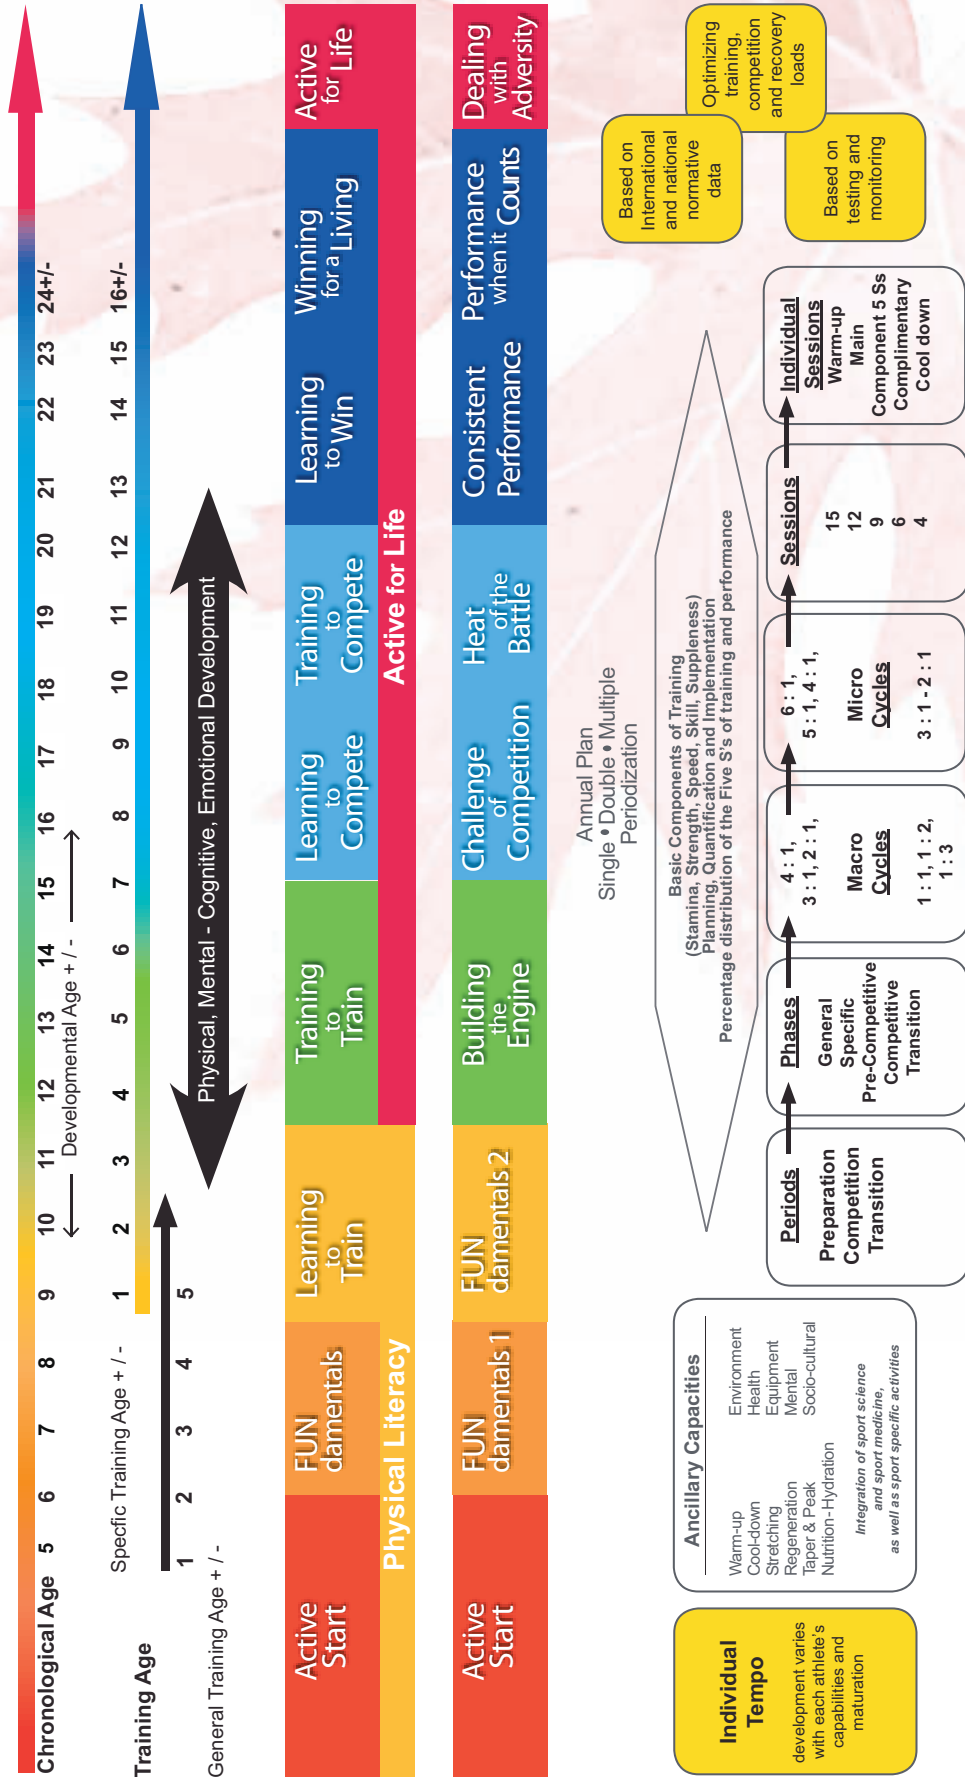 Chronological Age 5 6 7 8 9 10 11 12 13 14 15 16 17 18 19 20 21 22 23 24+/-
Developmental Age + / -
Specfic Training Age + / -
1 2 3 4 5 6 7 8 9 10 11 12 13 14 15 16+/-
Training Age
1 2 3 4 5
General Training Age + / -
Physical, Mental - Cognitive, Emotional Development
Active
Start
FUN
damentals
Learning
to
Train
Training
to
Train
Learning
to
Compete
Training
to
Compete
Learning
to Win
Winning
for a Living
Active
for Life
Physical Literacy
Active for Life
Active
Start
FUN
damentals 1
FUN
damentals 2
Building
the
Engine
Challenge
of
Competition
Heat
of the
Battle
Consistent
Performance
Performance
when it Counts
Dealing
with
Adversity
Annual Plan
Single • Double • Multiple
Periodization
Basic Components of Training
(Stamina, Strength, Speed, Skill, Suppleness)
Planning, Quantification and Implementation
Percentage distribution of the Five S's of training and performance
Individual
Tempo
development varies
with each athlete's
capabilities and
maturation
Ancillary Capacities
Warm-up
Cool-down
Stretching
Regeneration
Taper & Peak
Nutrition-Hydration
Environment
Health
Equipment
Mental
Socio-cultural
Integration of sport science
and sport medicine,
as well as sport specific activities
Periods
Preparation
Competition
Transition
Phases
General
Specific
Pre-Competitive
Competitive
Transition
4 : 1,
3 : 1, 2 : 1,
Macro
Cycles
1 : 1, 1 : 2,
1 : 3
6 : 1,
5 : 1, 4 : 1,
Micro
Cycles
3 : 1 - 2 : 1
Sessions
15
12
9
6
4
Individual
Sessions
Warm-up
Main
Component 5 Ss
Complimentary
Cool down
Based on
International
and national
normative
data
Optimizing
training,
competition
and recovery
loads
Based on
testing and
monitoring